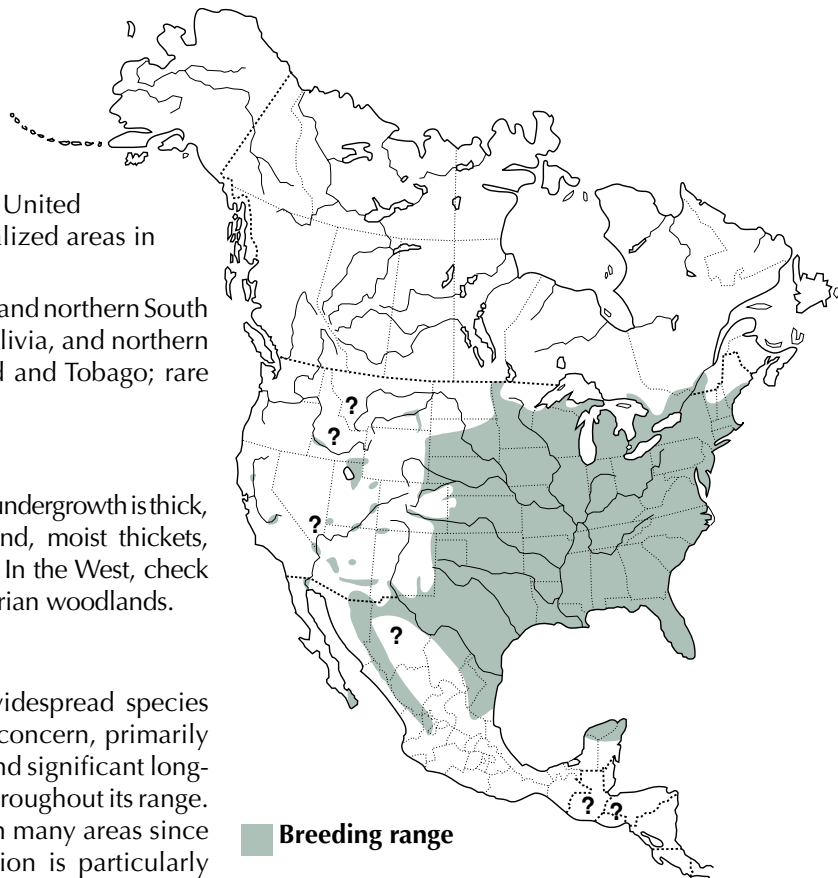 United
alized areas in
and northern South
livia, and northern
d and Tobago; rare
undergrowth is thick,
nd, moist thickets,
In the West, check
rian woodlands.
videspread species
concern, primarily
nd significant long-
roughout its range.
n many areas since
tion is particularly
?
?
?
?
? ?
Breeding range